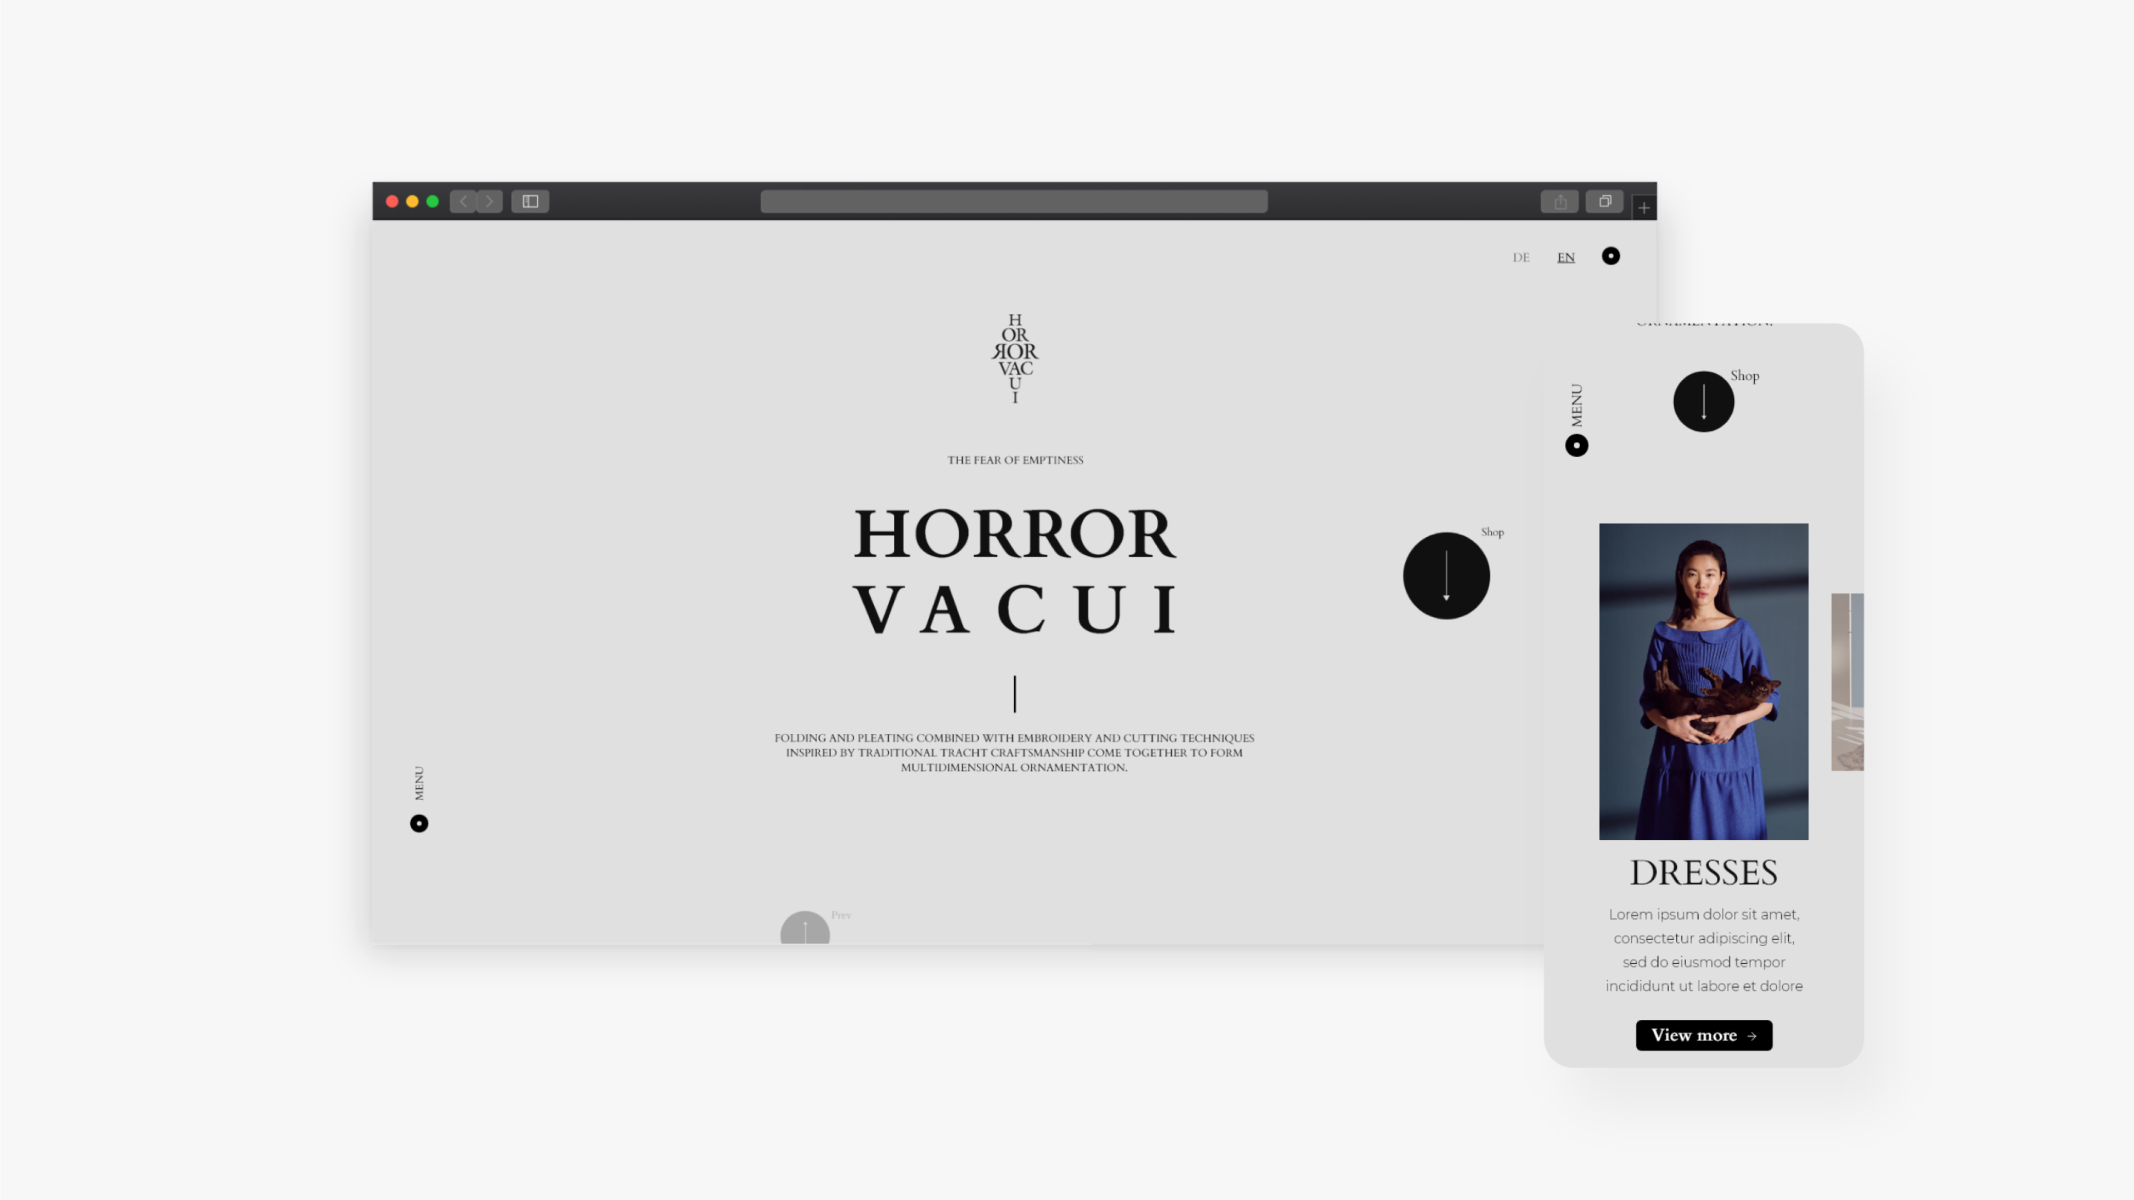 DE EN
H
OR
ЯOR
VAC
U
I
THE FEAR OF EMPTINESS
HORROR
VACUI
Shop
FOLDING AND PLEATING COMBINED WITH EMBROIDERY AND CUTTING TECHNIQUES
INSPIRED BY TRADITIONAL TRACHT CRAFTSMANSHIP COME TOGETHER TO FORM
MULTIDIMENSIONAL ORNAMENTATION.
MENU
Prev
ORNAMENTATION.
Shop
MENU
DRESSES
Lorem ipsum dolor sit amet,
consectetur adipiscing elit,
sed do eiusmod tempor
incididunt ut labore et dolore
View more →